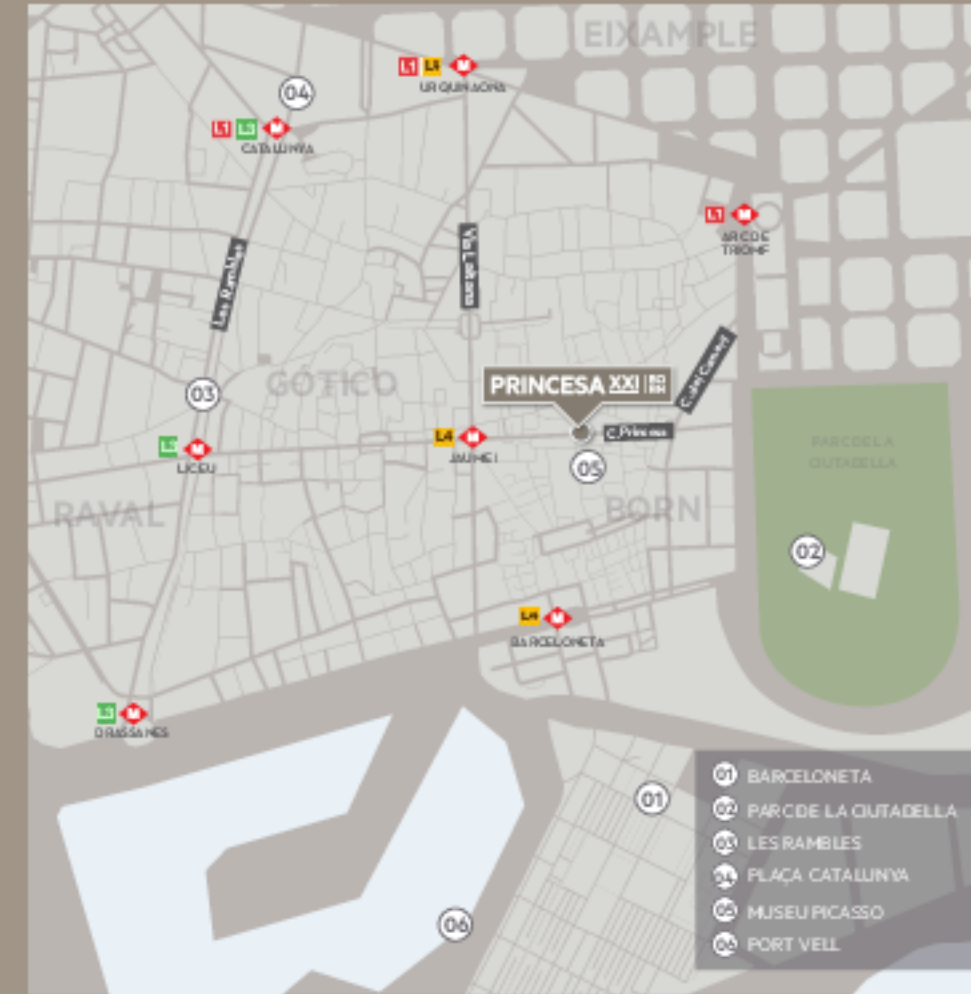 EIXAMPLE
L1 L4 M
URQUINAONA
04
L1 L3 M
CATALUNYA
L1 M
ARC DE
TRIOMF
Les Rambles
Via Laietana
C. del Comerç
PRINCESA XXI BORN
GÓTICO
03
C. Princesa
L4 M
JAUME I
L3 M
LICEU
05
PARC DE LA
CIUTADELLA
RAVAL
BORN
02
L4 M
BARCELONETA
L3 M
DRASSANES
01
06
01 BARCELONETA
02 PARC DE LA CIUTADELLA
03 LES RAMBLES
04 PLAÇA CATALUNYA
05 MUSEU PICASSO
06 PORT VELL